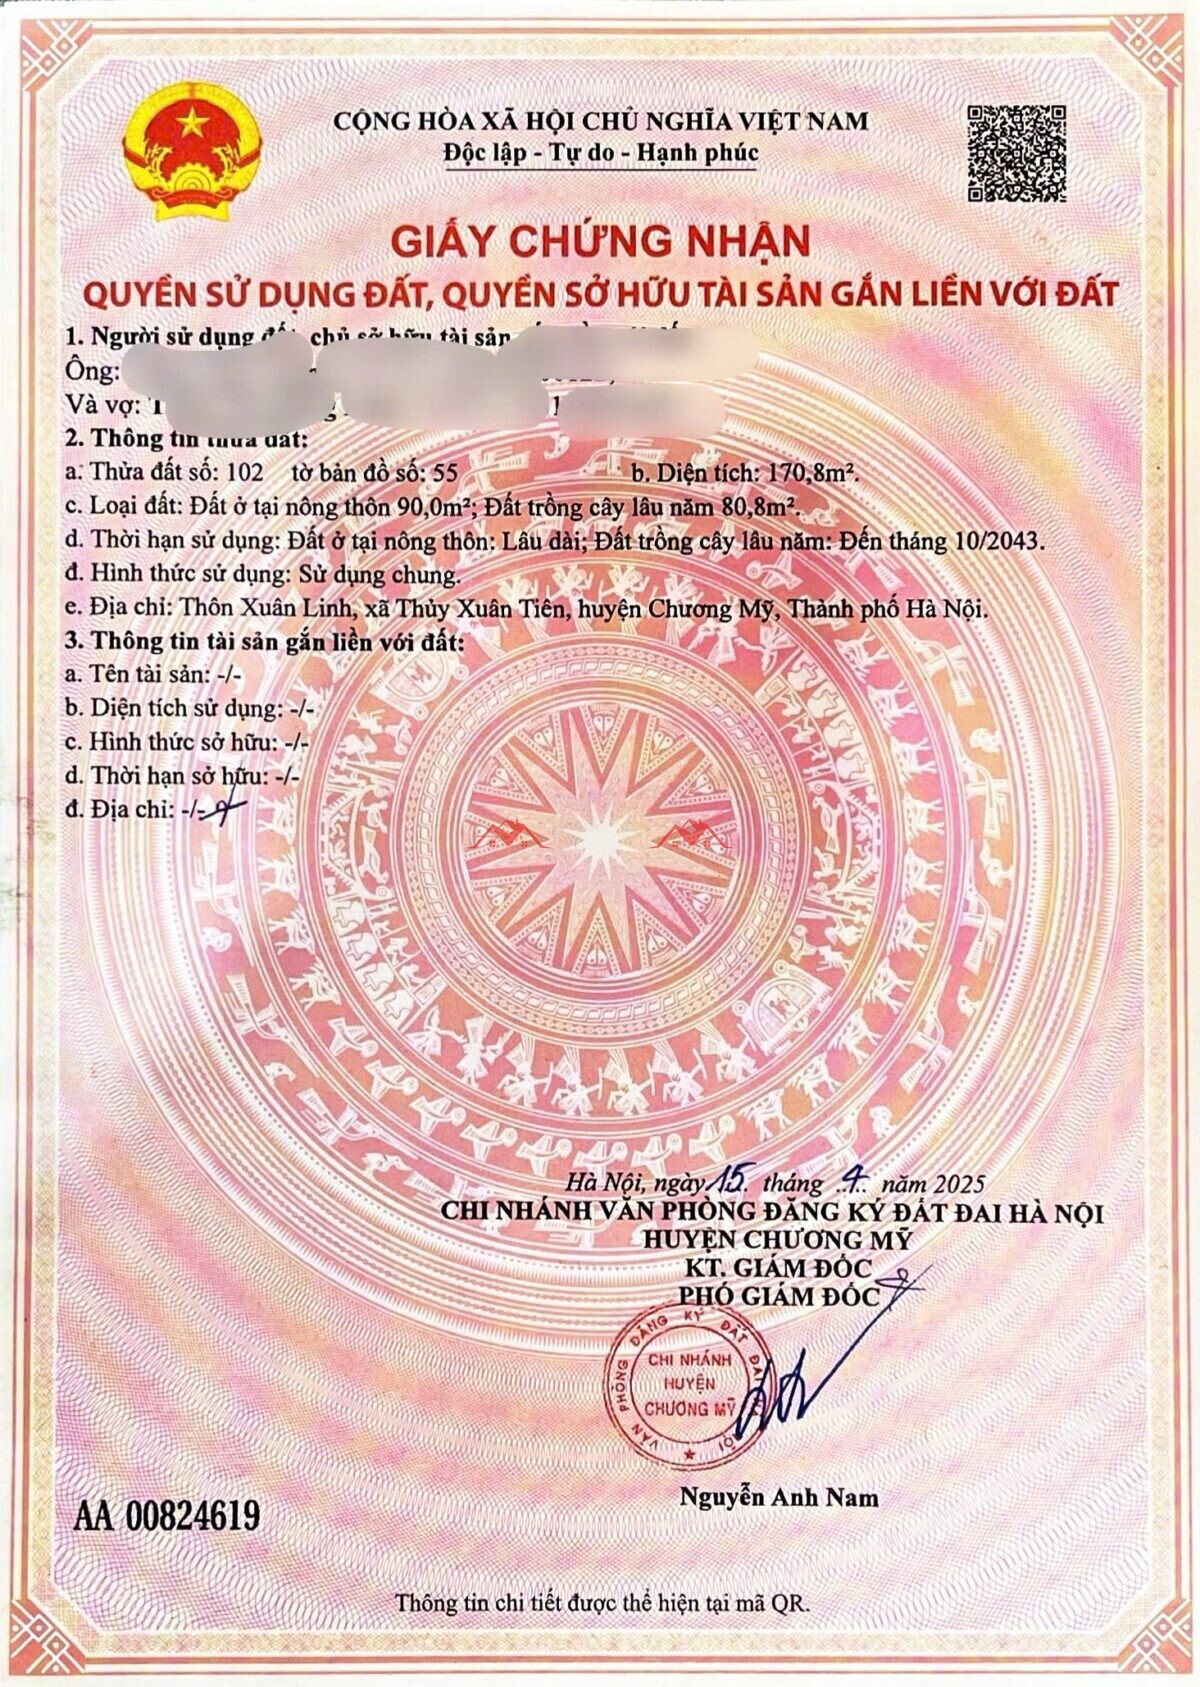 CỘNG HÒA XÃ HỘI CHỦ NGHĨA VIỆT NAM
Độc lập - Tự do - Hạnh phúc
GIẤY CHỨNG NHẬN
QUYỀN SỬ DỤNG ĐẤT, QUYỀN SỞ HỮU TÀI SẢN GẮN LIỀN VỚI ĐẤT
1. Người sử dụng đất, chủ sở hữu tài sản
Ông:
Và vợ:
2. Thông tin thửa đất:
a. Thửa đất số: 102 tờ bản đồ số: 55 b. Diện tích: 170,8m².
c. Loại đất: Đất ở tại nông thôn 90,0m²; Đất trồng cây lâu năm 80,8m².
d. Thời hạn sử dụng: Đất ở tại nông thôn: Lâu dài; Đất trồng cây lâu năm: Đến tháng 10/2043.
đ. Hình thức sử dụng: Sử dụng chung.
e. Địa chỉ: Thôn Xuân Linh, xã Thủy Xuân Tiên, huyện Chương Mỹ, Thành phố Hà Nội.
3. Thông tin tài sản gắn liền với đất:
a. Tên tài sản: -/-
b. Diện tích sử dụng: -/-
c. Hình thức sở hữu: -/-
d. Thời hạn sở hữu: -/-
đ. Địa chỉ: -/-
Hà Nội, ngày 15 tháng 4 năm 2025
CHI NHÁNH VĂN PHÒNG ĐĂNG KÝ ĐẤT ĐAI HÀ NỘI
HUYỆN CHƯƠNG MỸ
KT. GIÁM ĐỐC
PHÓ GIÁM ĐỐC
VĂN PHÒNG ĐĂNG KÝ ĐẤT ĐAI HÀ NỘI
CHI NHÁNH
HUYỆN
CHƯƠNG MỸ
Nguyễn Anh Nam
AA 00824619
Thông tin chi tiết được thể hiện tại mã QR.